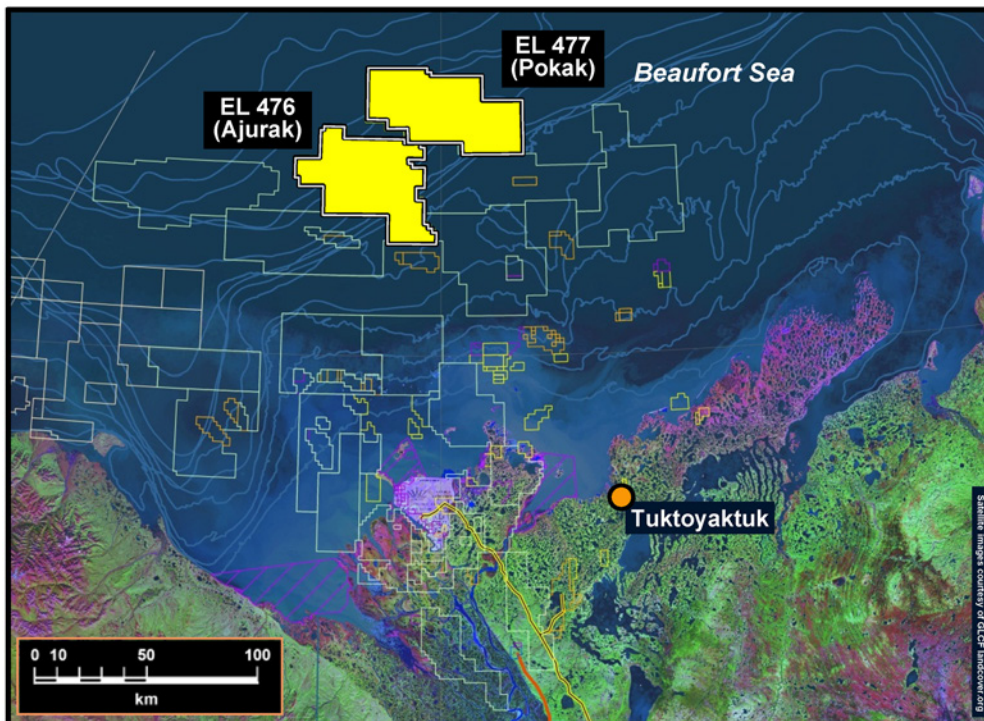 EL 477
(Pokak)
Beaufort Sea
EL 476
(Ajurak)
Tuktoyaktuk
0 10 50 100
km
Satellite images courtesy of GLCF landcover.org